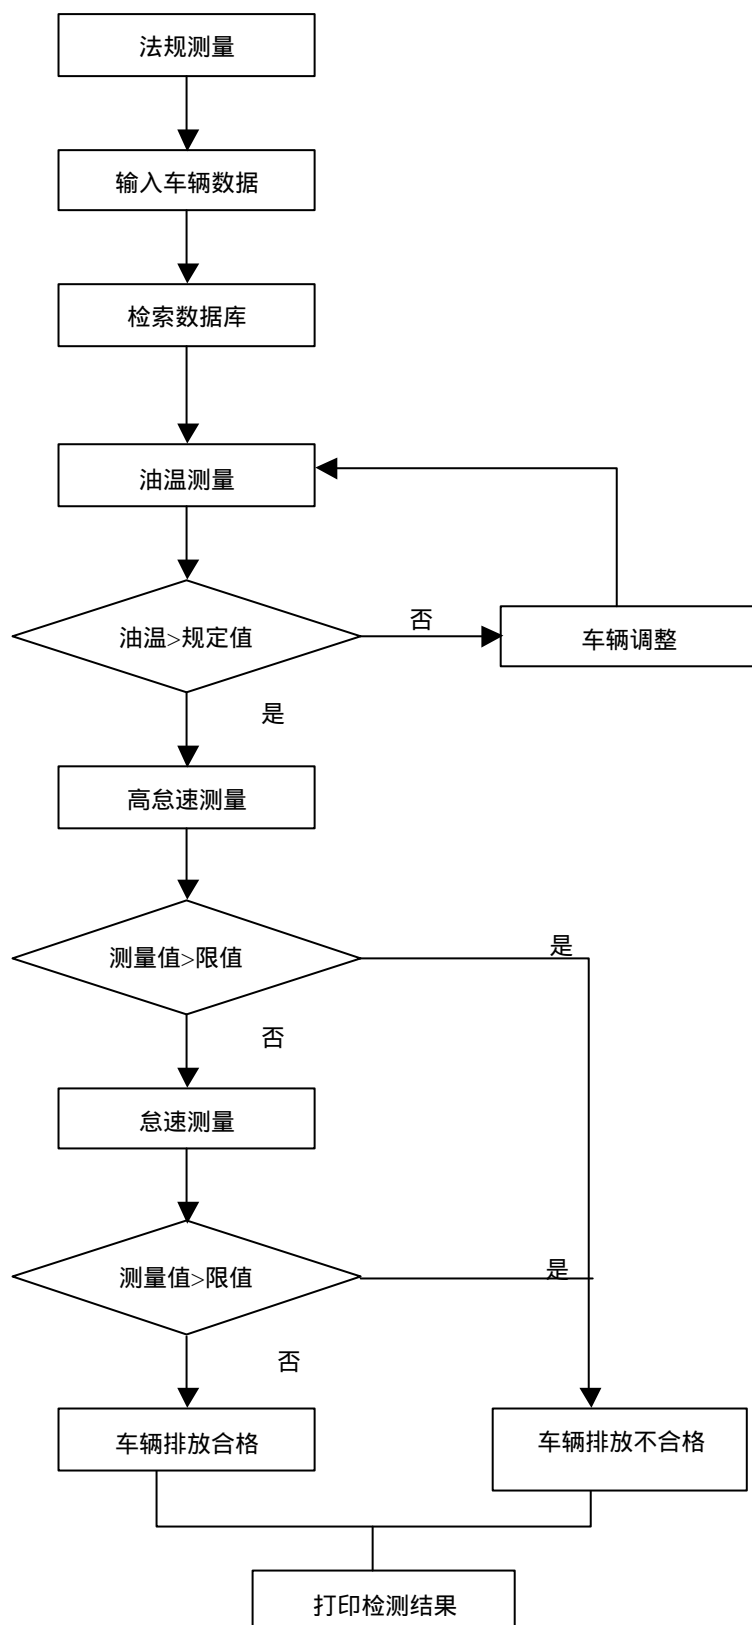 法规测量
输入车辆数据
检索数据库
油温测量
油温>规定值
否
车辆调整
是
高怠速测量
测量值>限值
是
否
怠速测量
测量值>限值
是
否
车辆排放合格
车辆排放不合格
打印检测结果